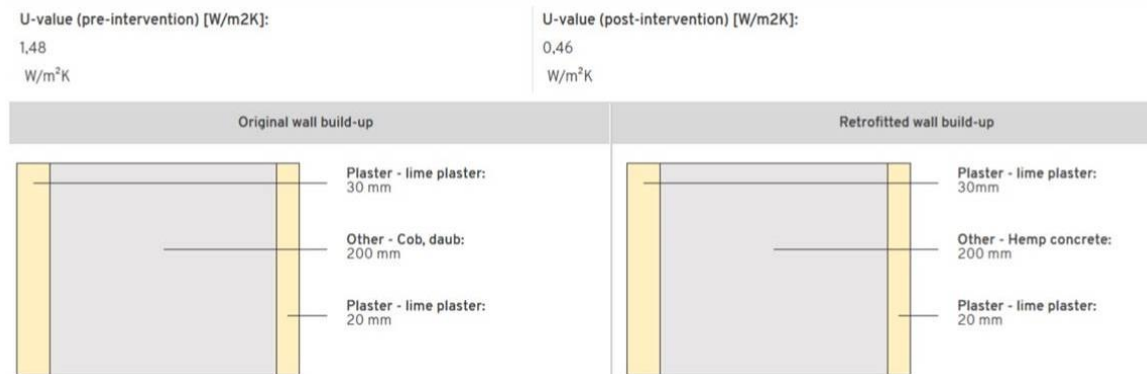 U-value (pre-intervention) [W/m2K]:
1,48
W/m²K
U-value (post-intervention) [W/m2K]:
0,46
W/m²K
Original wall build-up
Plaster - lime plaster:
30 mm
Other - Cob, daub:
200 mm
Plaster - lime plaster:
20 mm
Retrofitted wall build-up
Plaster - lime plaster:
30mm
Other - Hemp concrete:
200 mm
Plaster - lime plaster:
20 mm